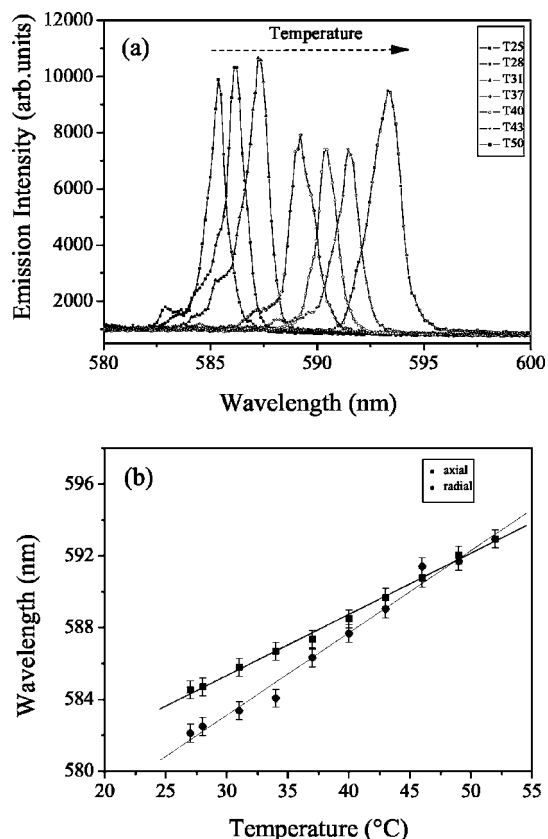 (a)
Temperature
T25
T28
T31
T37
T40
T43
T50
Emission Intensity (arb.units)
12000
10000
8000
6000
4000
2000
580 585 590 595 600
Wavelength (nm)
(b)
axial
radial
Wavelength (nm)
596
592
588
584
580
20 25 30 35 40 45 50 55
Temperature (°C)